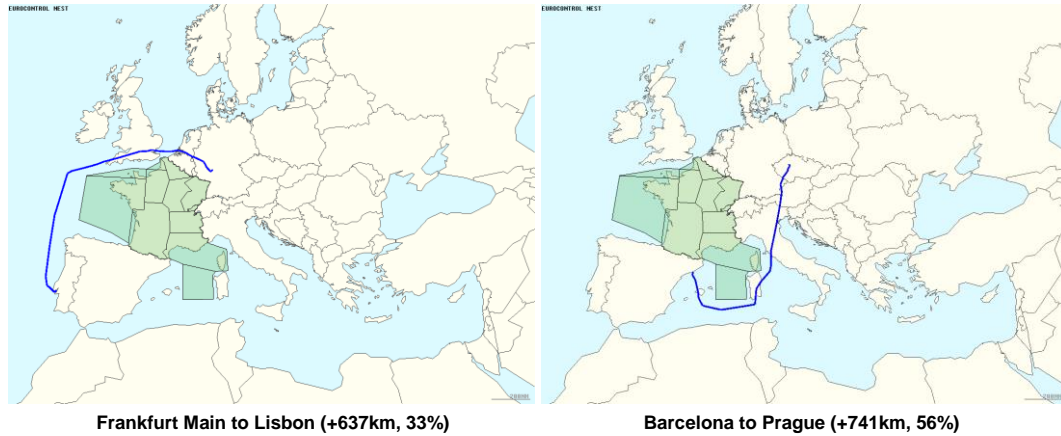 EUROCONTROL NEST
EUROCONTROL NEST
Frankfurt Main to Lisbon (+637km, 33%)
Barcelona to Prague (+741km, 56%)